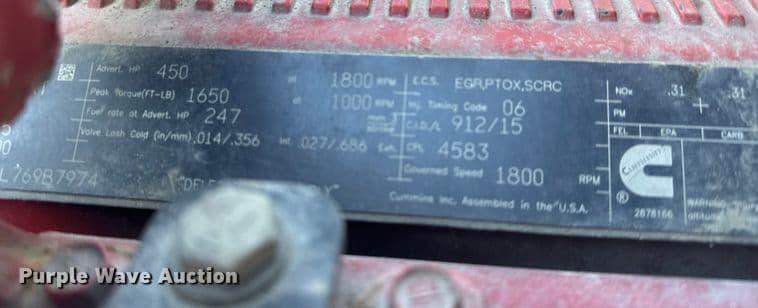 Advert. HP 450 at 1800 RPM
Peak Torque(FT-LB) 1650 at 1000 RPM
Fuel rate at Advert. HP 247
Valve Lash Cold (in/mm) .014/.356 Int. .027/.686 Exh.
L769B7974
E.C.S. EGR,PTOX,SCRC
Inj. Timing Code 06
C.I.D./L 912/15
CPL 4583
Governed Speed 1800 RPM
Cummins Inc. Assembled in the U.S.A.
NOx .31 .31
PM
FEL EPA CARB
Cummins
®
2878166
WARNING:
altitude
Purple Wave Auction